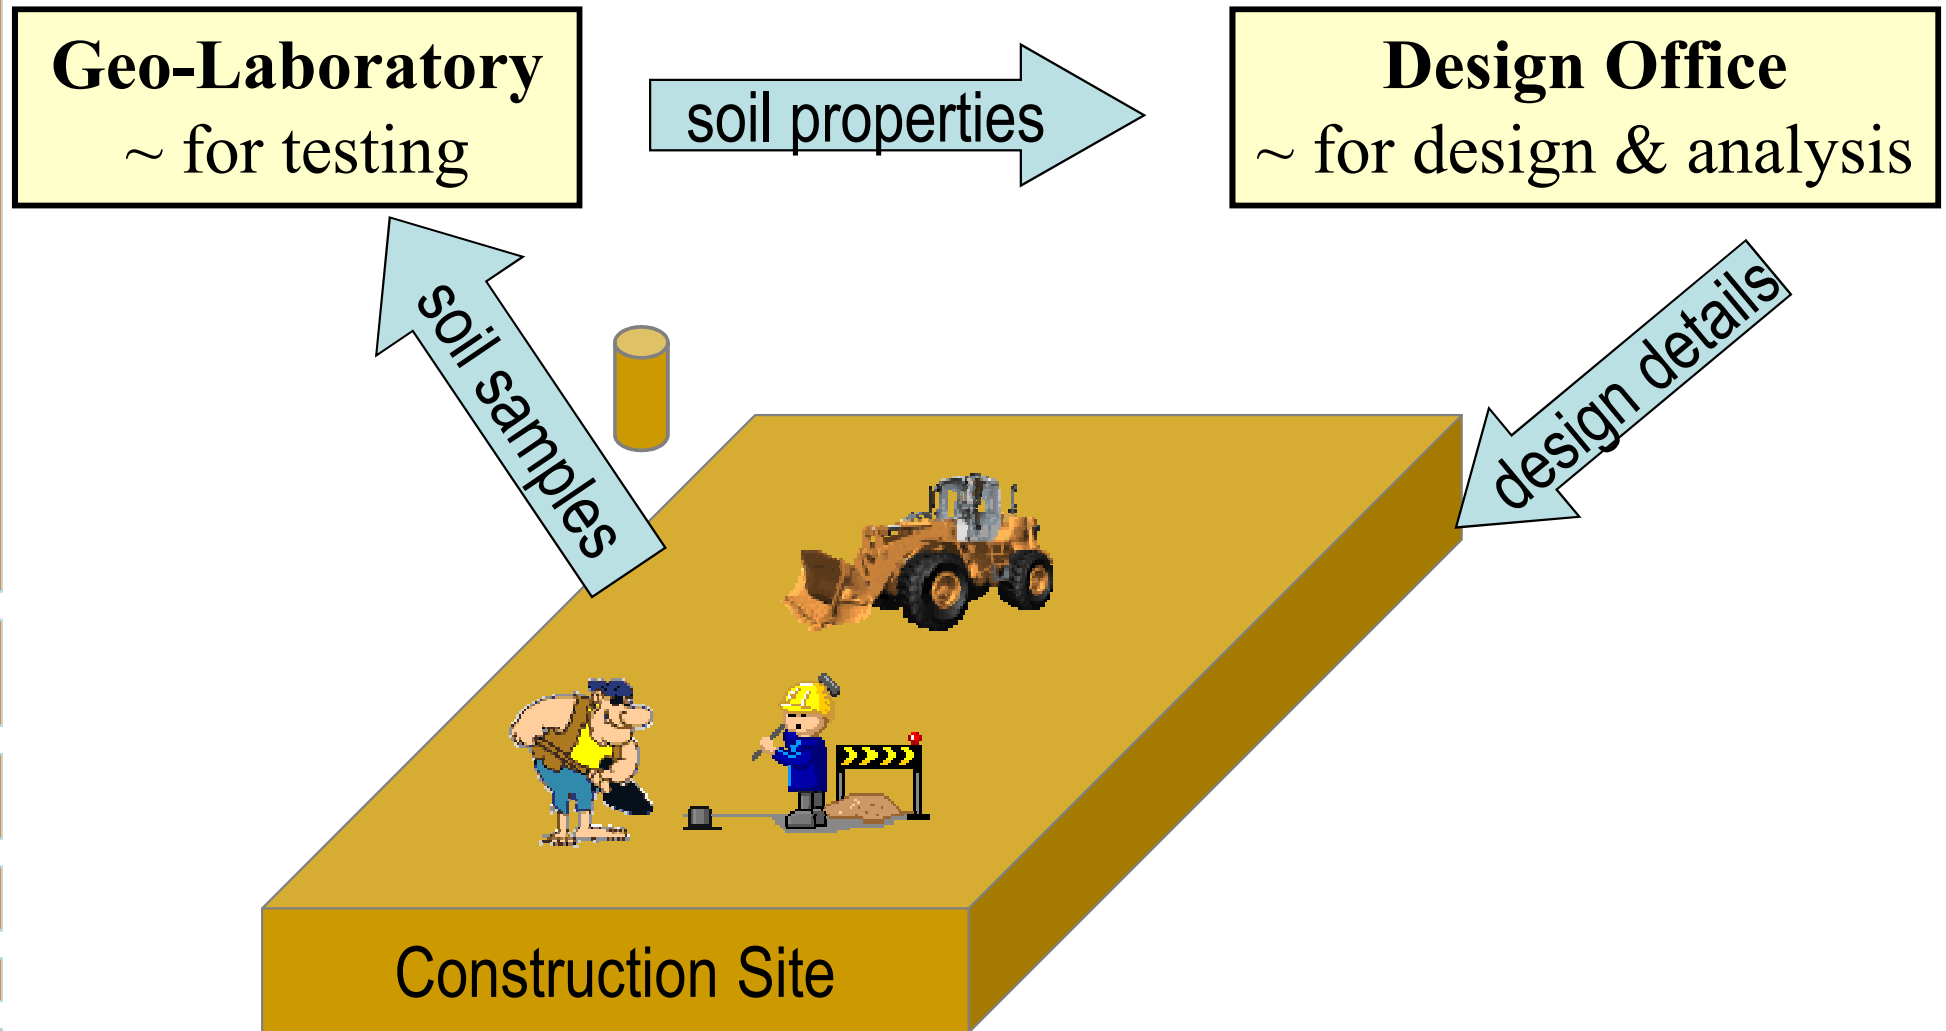 Geo-Laboratory
~ for testing
soil properties
Design Office
~ for design & analysis
soil samples
design details
Construction Site